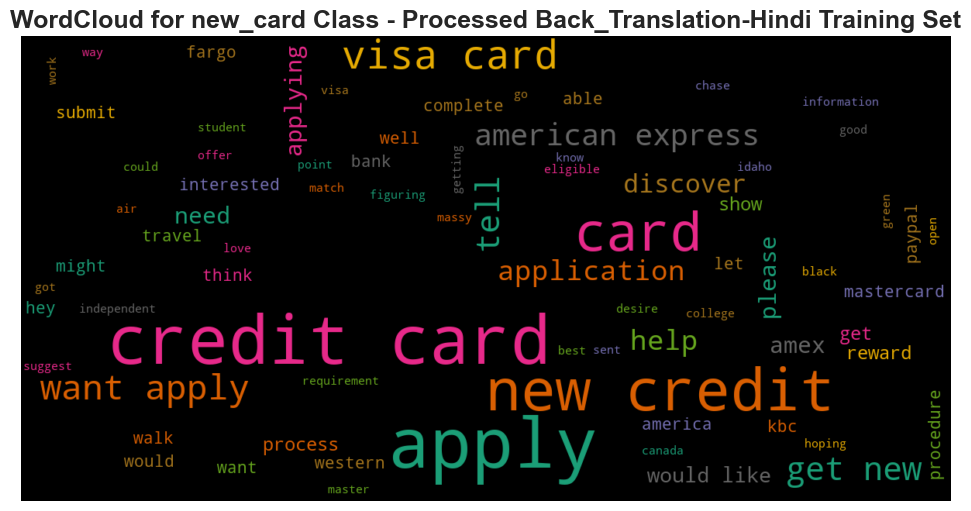 WordCloud for new_card Class - Processed Back_Translation-Hindi Training Set
way
fargo
applying
visa card
work
visa
chase
submit
complete
go
able
information
student
well
american express
good
could
offer
point
bank
getting
know
eligible
idaho
interested
match
figuring
discover
air
need
massy
tell
show
green
paypal
open
travel
love
card
please
might
think
application
let
black
got
mastercard
hey
independent
desire
college
credit card
help
get
suggest
best
sent
amex
reward
want apply
requirement
new credit
procedure
walk
process
apply
america
kbc
hoping
would
want
western
canada
would like
get new
master